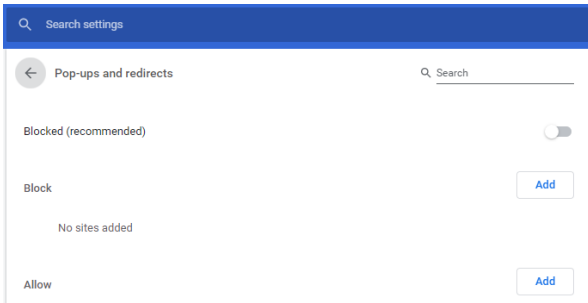 Search settings
Pop-ups and redirects
Search
Blocked (recommended)
Block
Add
No sites added
Allow
Add